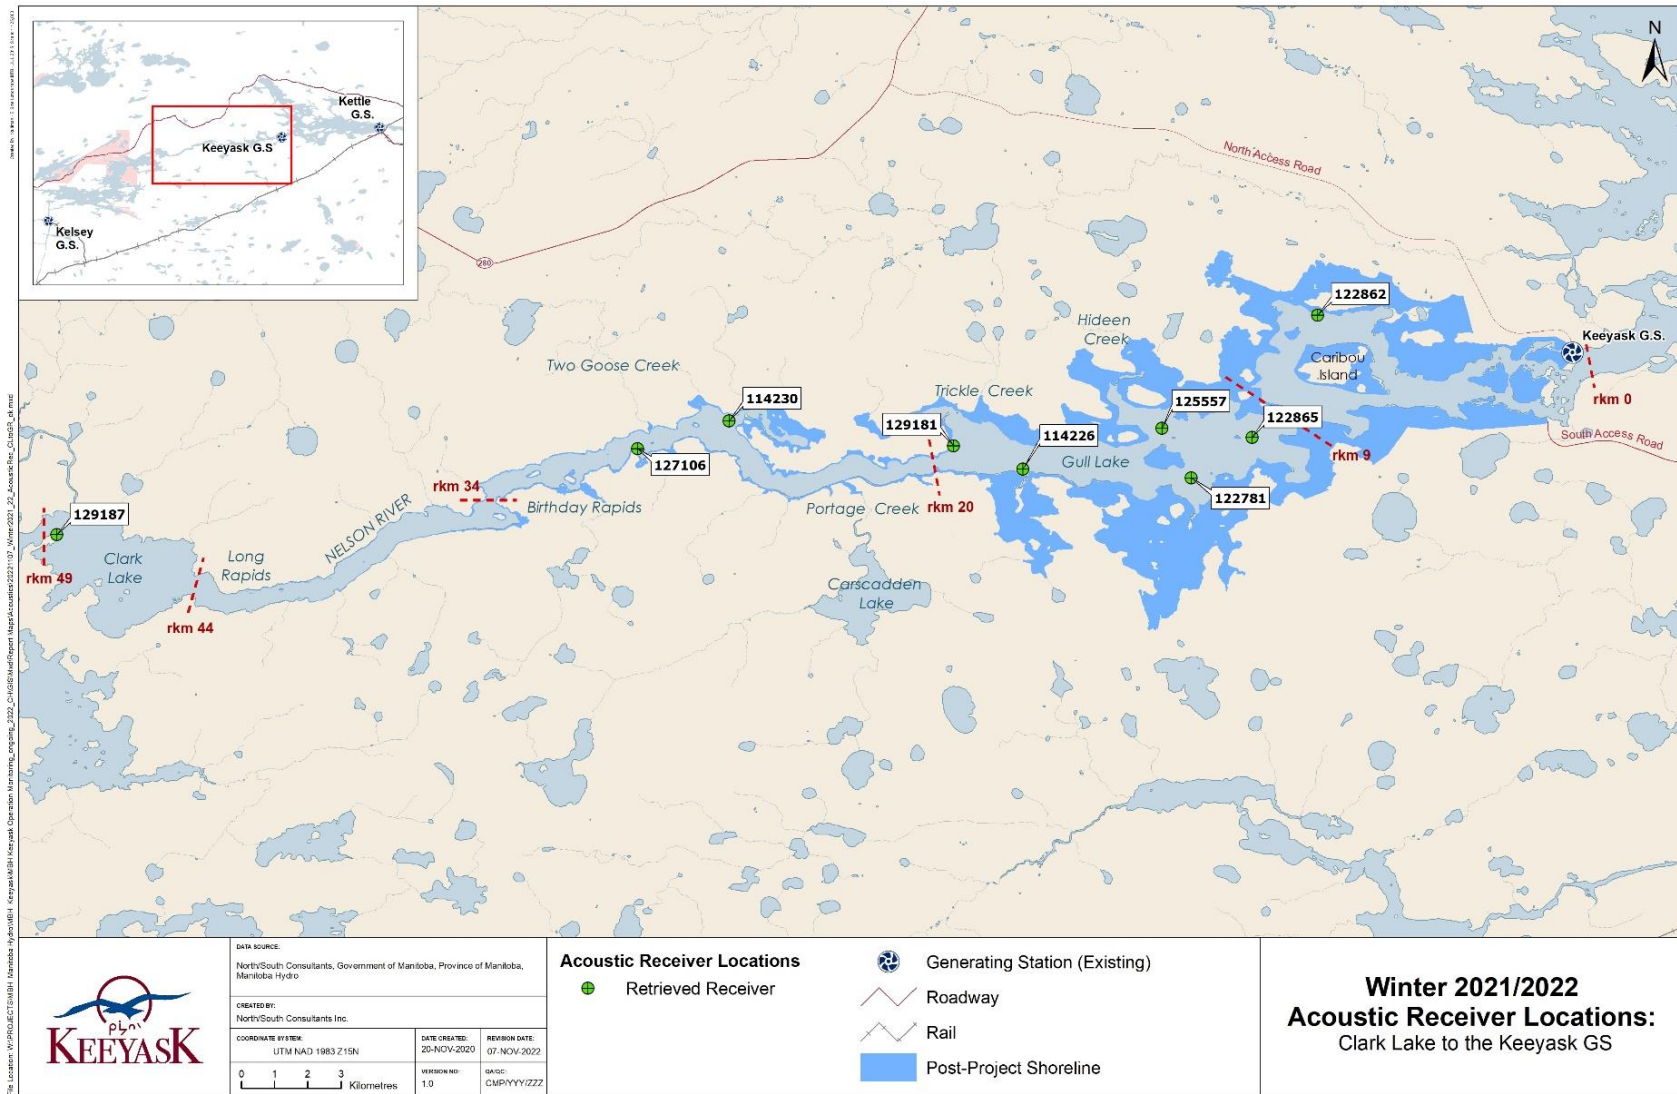 N
Kettle
G.S.
Keeyask G.S
Kelsey
G.S.
North Access Road
280
122862
Hideen
Creek
Keeyask G.S.
Caribou
Island
Two Goose Creek
Trickle Creek
114230
125557
rkm 0
122865
129181
114226
South Access Road
Gull Lake
rkm 9
127106
122781
rkm 34
Birthday Rapids
Portage Creek
rkm 20
NELSON RIVER
129187
Clark
Lake
Long
Rapids
rkm 49
Carscadden
Lake
rkm 44
KEEYASK
DATA SOURCE:
North/South Consultants, Government of Manitoba, Province of Manitoba,
Manitoba Hydro
CREATED BY:
North/South Consultants Inc.
COORDINATE SYSTEM:
UTM NAD 1983 Z15N
DATE CREATED:
20-NOV-2020
REVISION DATE:
07-NOV-2022
0 1 2 3 Kilometres
VERSION NO:
1.0
QA/QC:
CMP/YYY/ZZZ
Acoustic Receiver Locations
Retrieved Receiver
Generating Station (Existing)
Roadway
Rail
Post-Project Shoreline
Winter 2021/2022
Acoustic Receiver Locations:
Clark Lake to the Keeyask GS